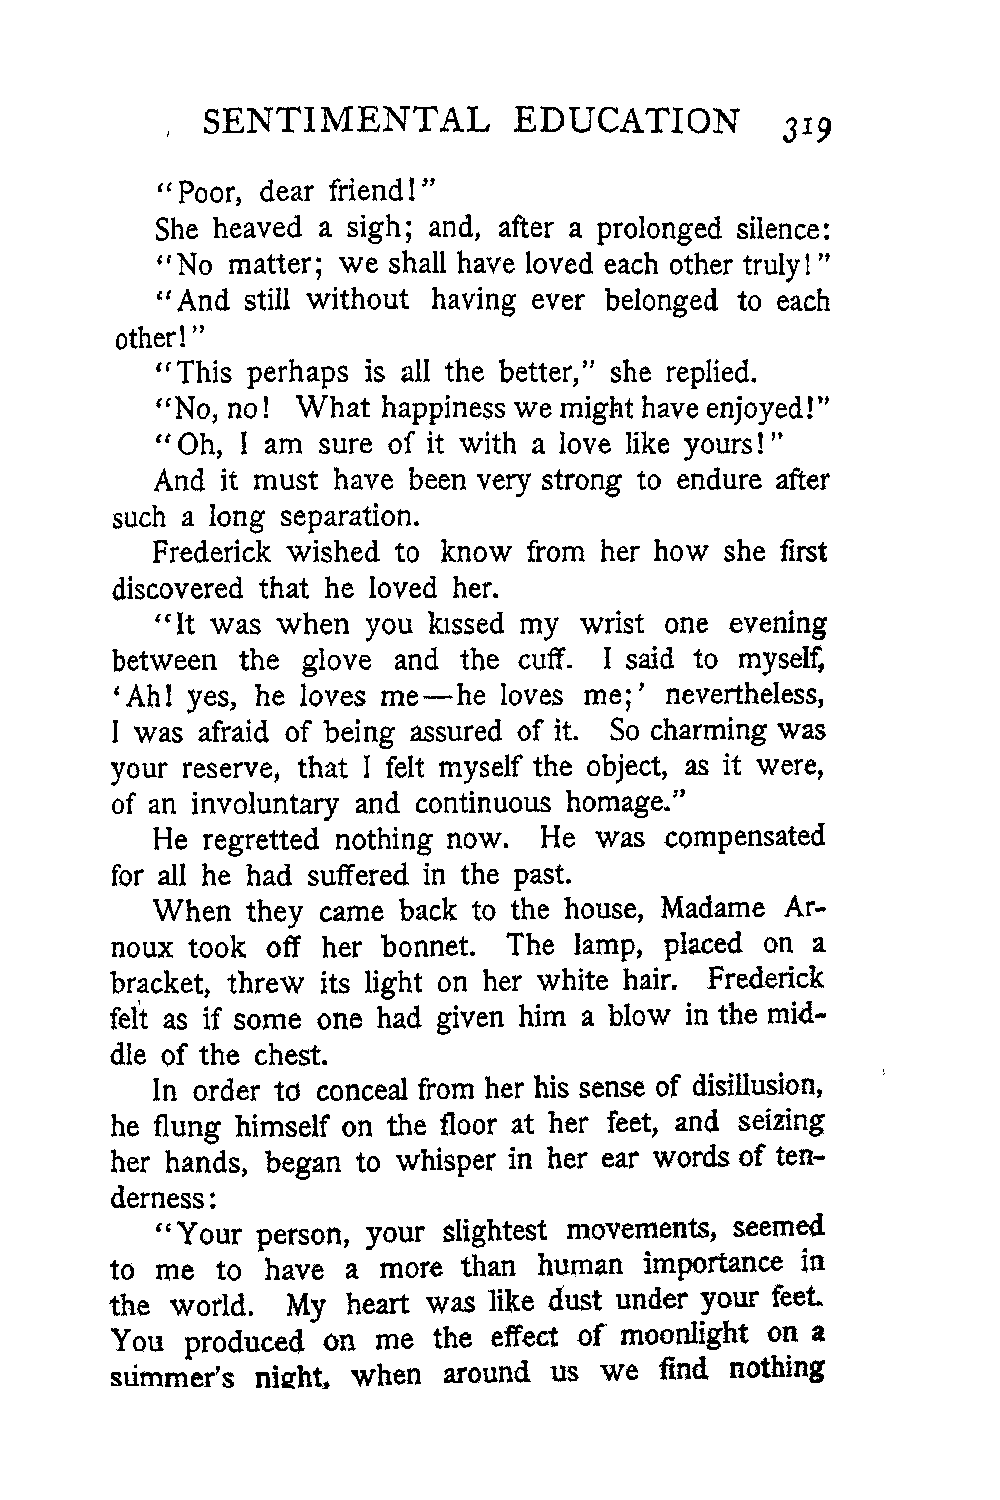 SENTIMENTAL EDUCATION 319
"Poor, dear friend!"
She heaved a sigh; and, after a prolonged silence:
"No matter; we shall have loved each other truly!"
"And still without having ever belonged to each
other!"
"This perhaps is all the better," she replied.
"No, no! What happiness we might have enjoyed!"
"Oh, I am sure of it with a love like yours!"
And it must have been very strong to endure after
such a long separation.
Frederick wished to know from her how she first
discovered that he loved her.
"It was when you kissed my wrist one evening
between the glove and the cuff. I said to myself,
'Ah! yes, he loves me—he loves me;' nevertheless,
I was afraid of being assured of it. So charming was
your reserve, that I felt myself the object, as it were,
of an involuntary and continuous homage."
He regretted nothing now. He was compensated
for all he had suffered in the past.
When they came back to the house, Madame Ar-
noux took off her bonnet. The lamp, placed on a
bracket, threw its light on her white hair. Frederick
felt as if some one had given him a blow in the mid-
dle of the chest.
In order to conceal from her his sense of disillusion,
he flung himself on the floor at her feet, and seizing
her hands, began to whisper in her ear words of ten-
derness:
"Your person, your slightest movements, seemed
to me to have a more than human importance in
the world. My heart was like dust under your feet.
You produced on me the effect of moonlight on a
summer's night, when around us we find nothing